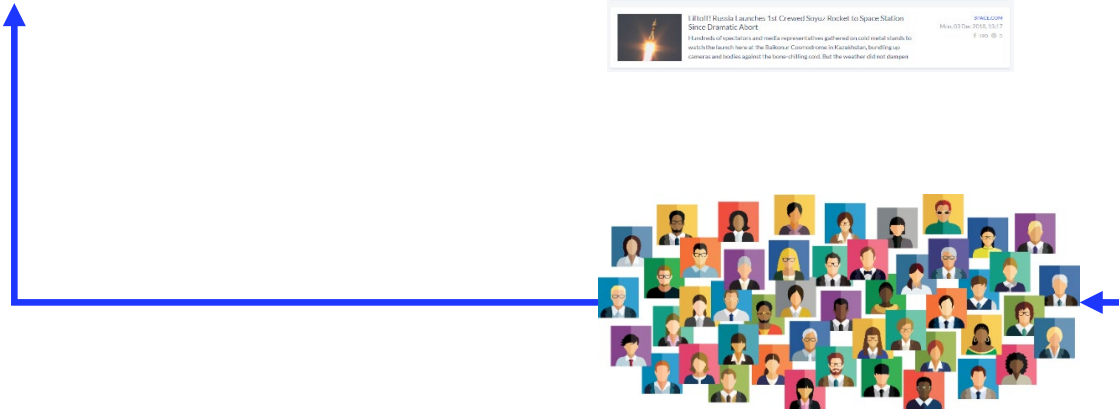 Liftoff! Russia Launches 1st Crewed Soyuz Rocket to Space Station
Since Dramatic Abort
SPACE.COM
Mon, 03 Dec 2018, 13:17
Hundreds of spectators and media representatives gathered on cold metal stands to
watch the launch here at the Baikonur Cosmodrome in Kazakhstan, bundling up
cameras and bodies against the bone-chilling cold. But the weather did not dampen